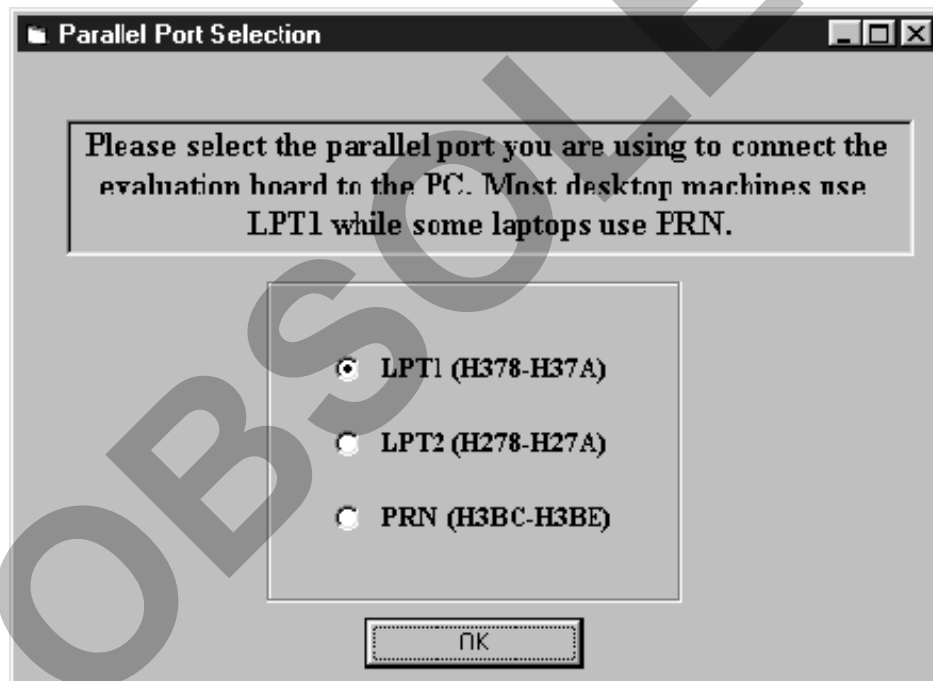 Parallel Port Selection
Please select the parallel port you are using to connect the
evaluation board to the PC. Most desktop machines use
LPT1 while some laptops use PRN.
LPT1 (H378-H37A)
LPT2 (H278-H27A)
PRN (H3BC-H3BE)
OK
OBSOLE